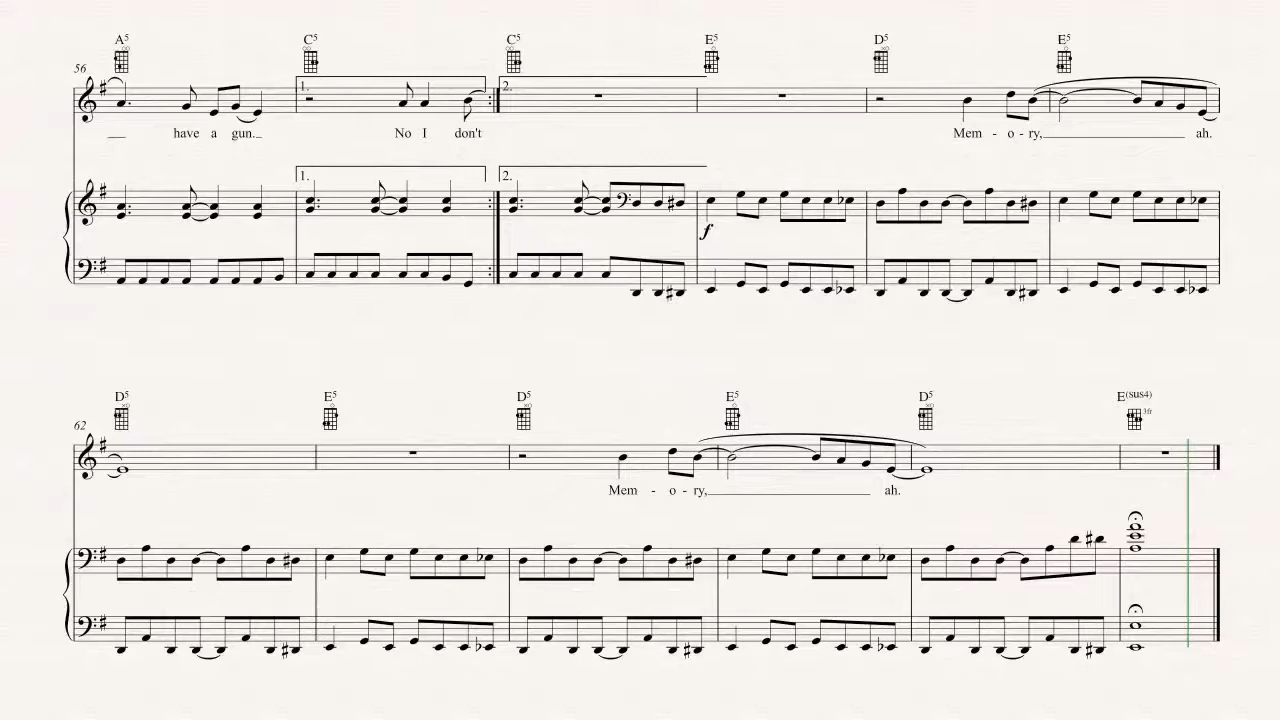 A5 C5 C5 E5 D5 E5
56
1. 2.
have a gun. No I don't Mem - o - ry, ah.
1. 2.
f
D5 E5 D5 E5 D5 E(sus4)
3fr
62
Mem - o - ry, ah.